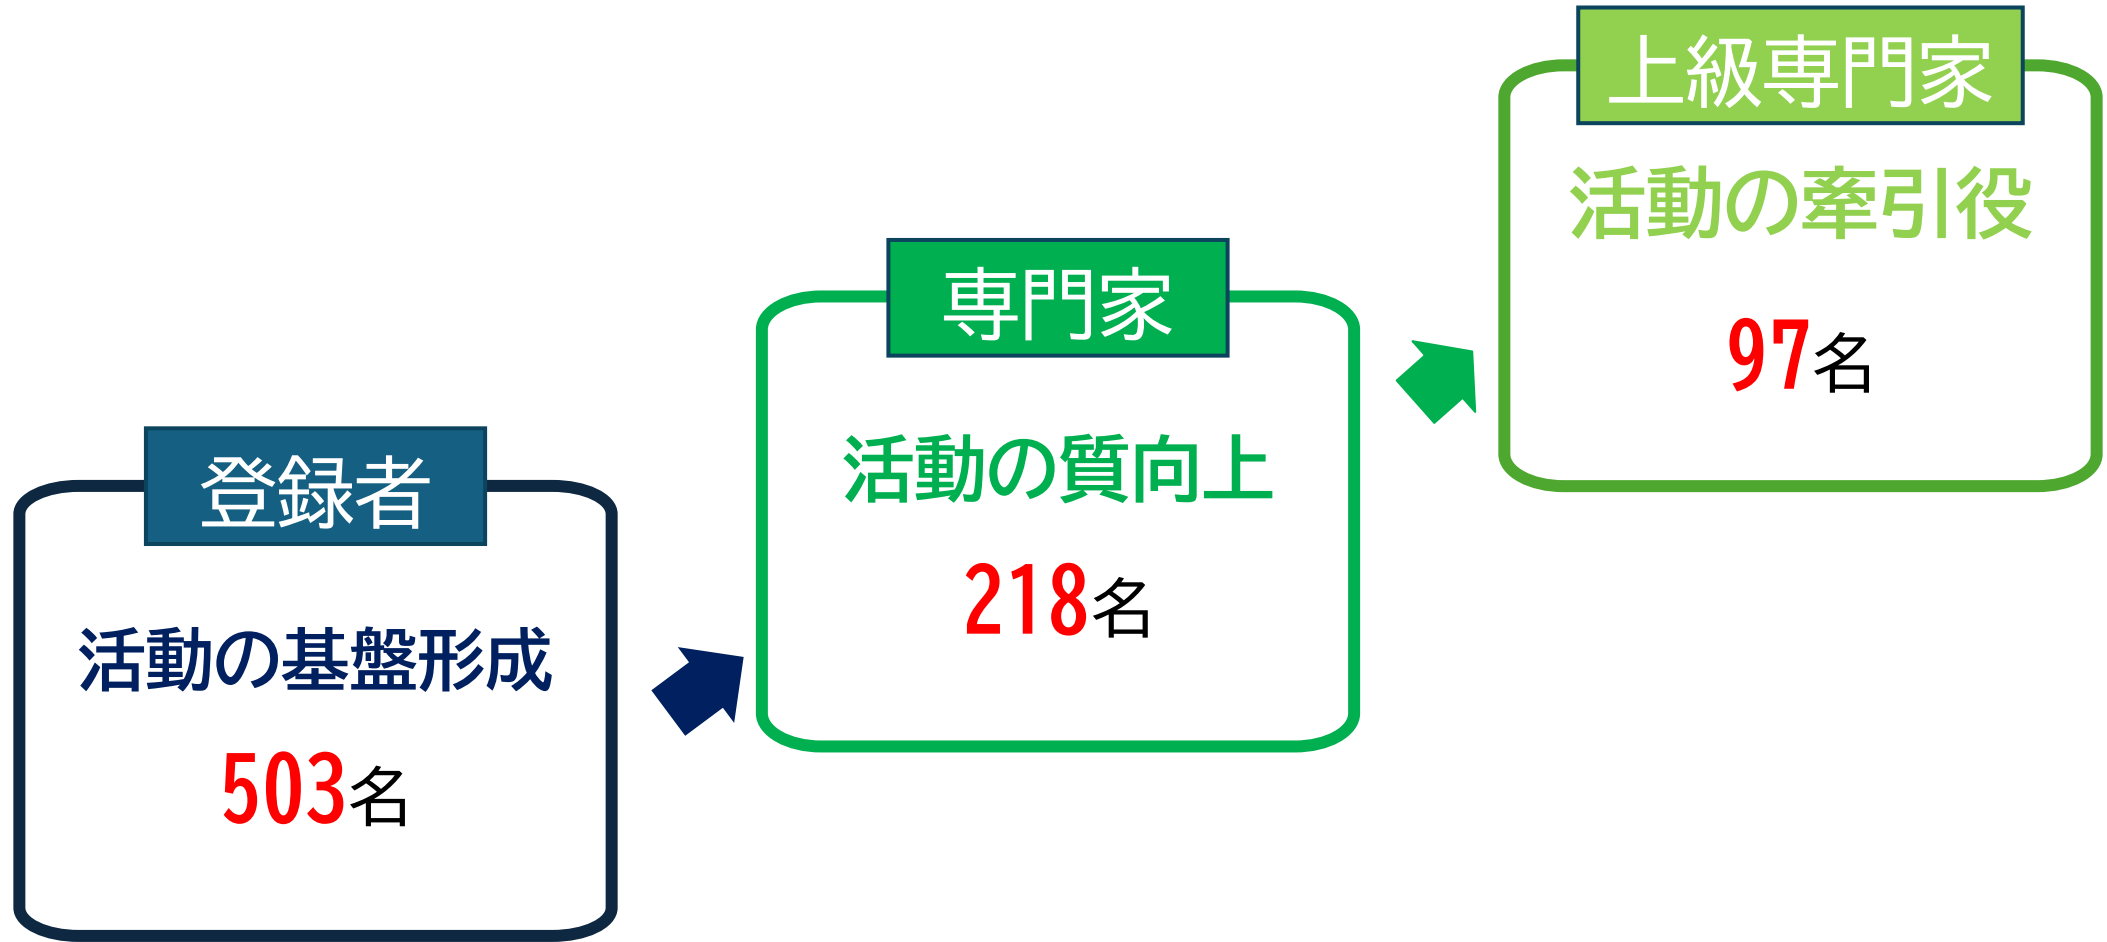 登録者
活動の基盤形成
503名
専門家
活動の質向上
218名
上級専門家
活動の牽引役
97名